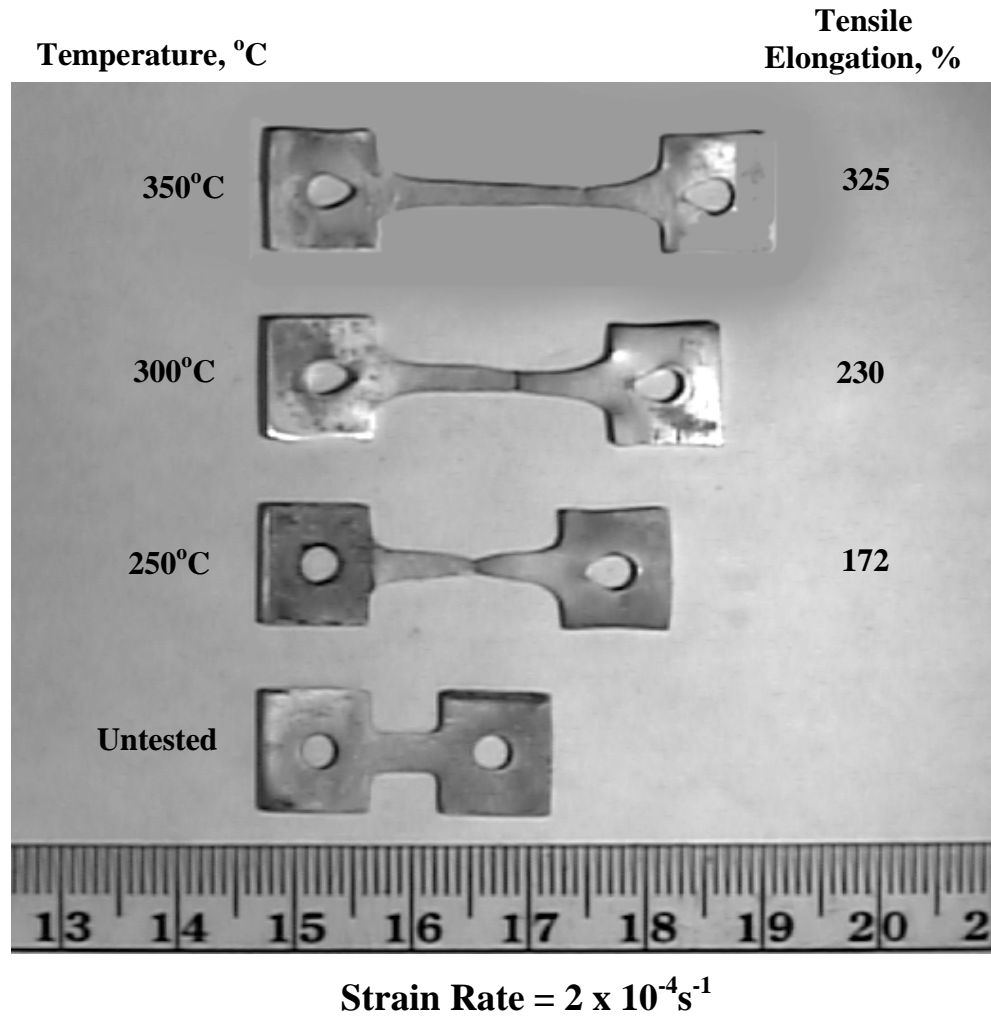 Temperature, °C
Tensile
Elongation, %
350°C
325
300°C
230
250°C
172
Untested
13 14 15 16 17 18 19 20 2
Strain Rate = 2 x 10⁻⁴s⁻¹